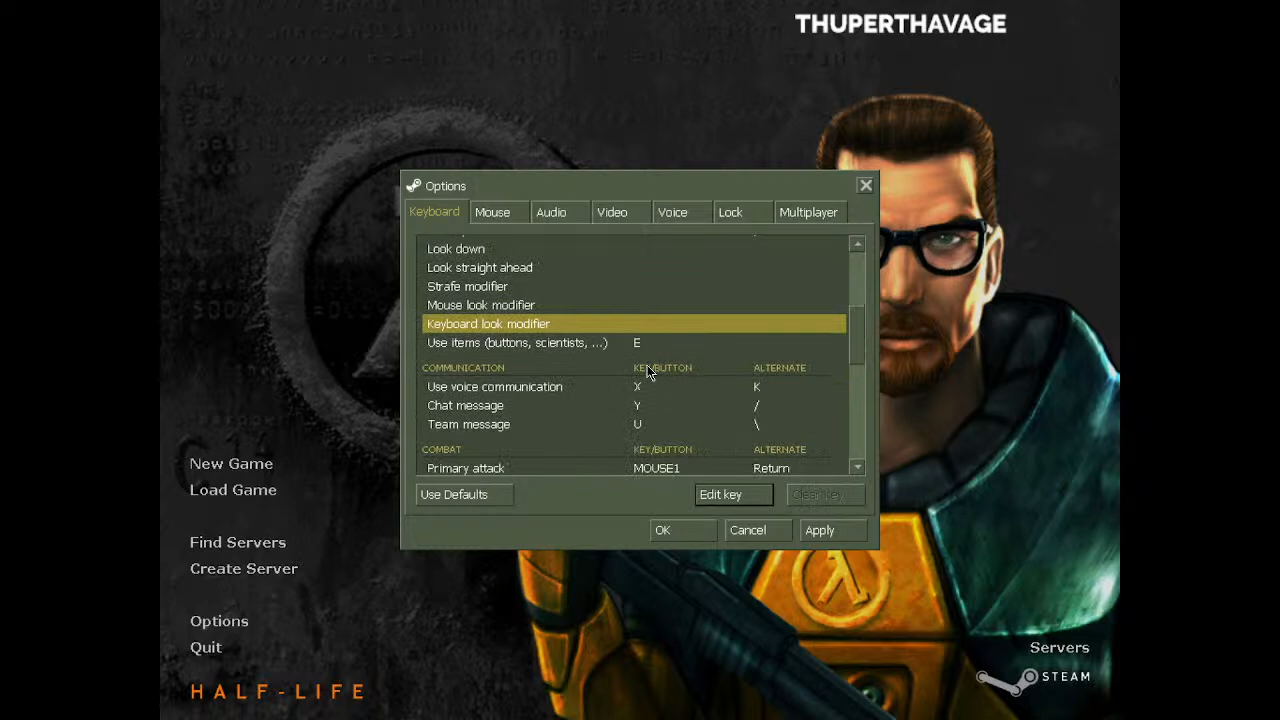 THUPERTHAVAGE
Options
Keyboard Mouse Audio Video Voice Lock Multiplayer
Look down
Look straight ahead
Strafe modifier
Mouse look modifier
Keyboard look modifier
Use items (buttons, scientists, ...) E
COMMUNICATION KEY/BUTTON ALTERNATE
Use voice communication X K
Chat message Y /
Team message U \
COMBAT KEY/BUTTON ALTERNATE
Primary attack MOUSE1 Return
Use Defaults Edit key Clear key
OK Cancel Apply
New Game
Load Game
Find Servers
Create Server
Options
Quit
HALF-LIFE
Servers
STEAM